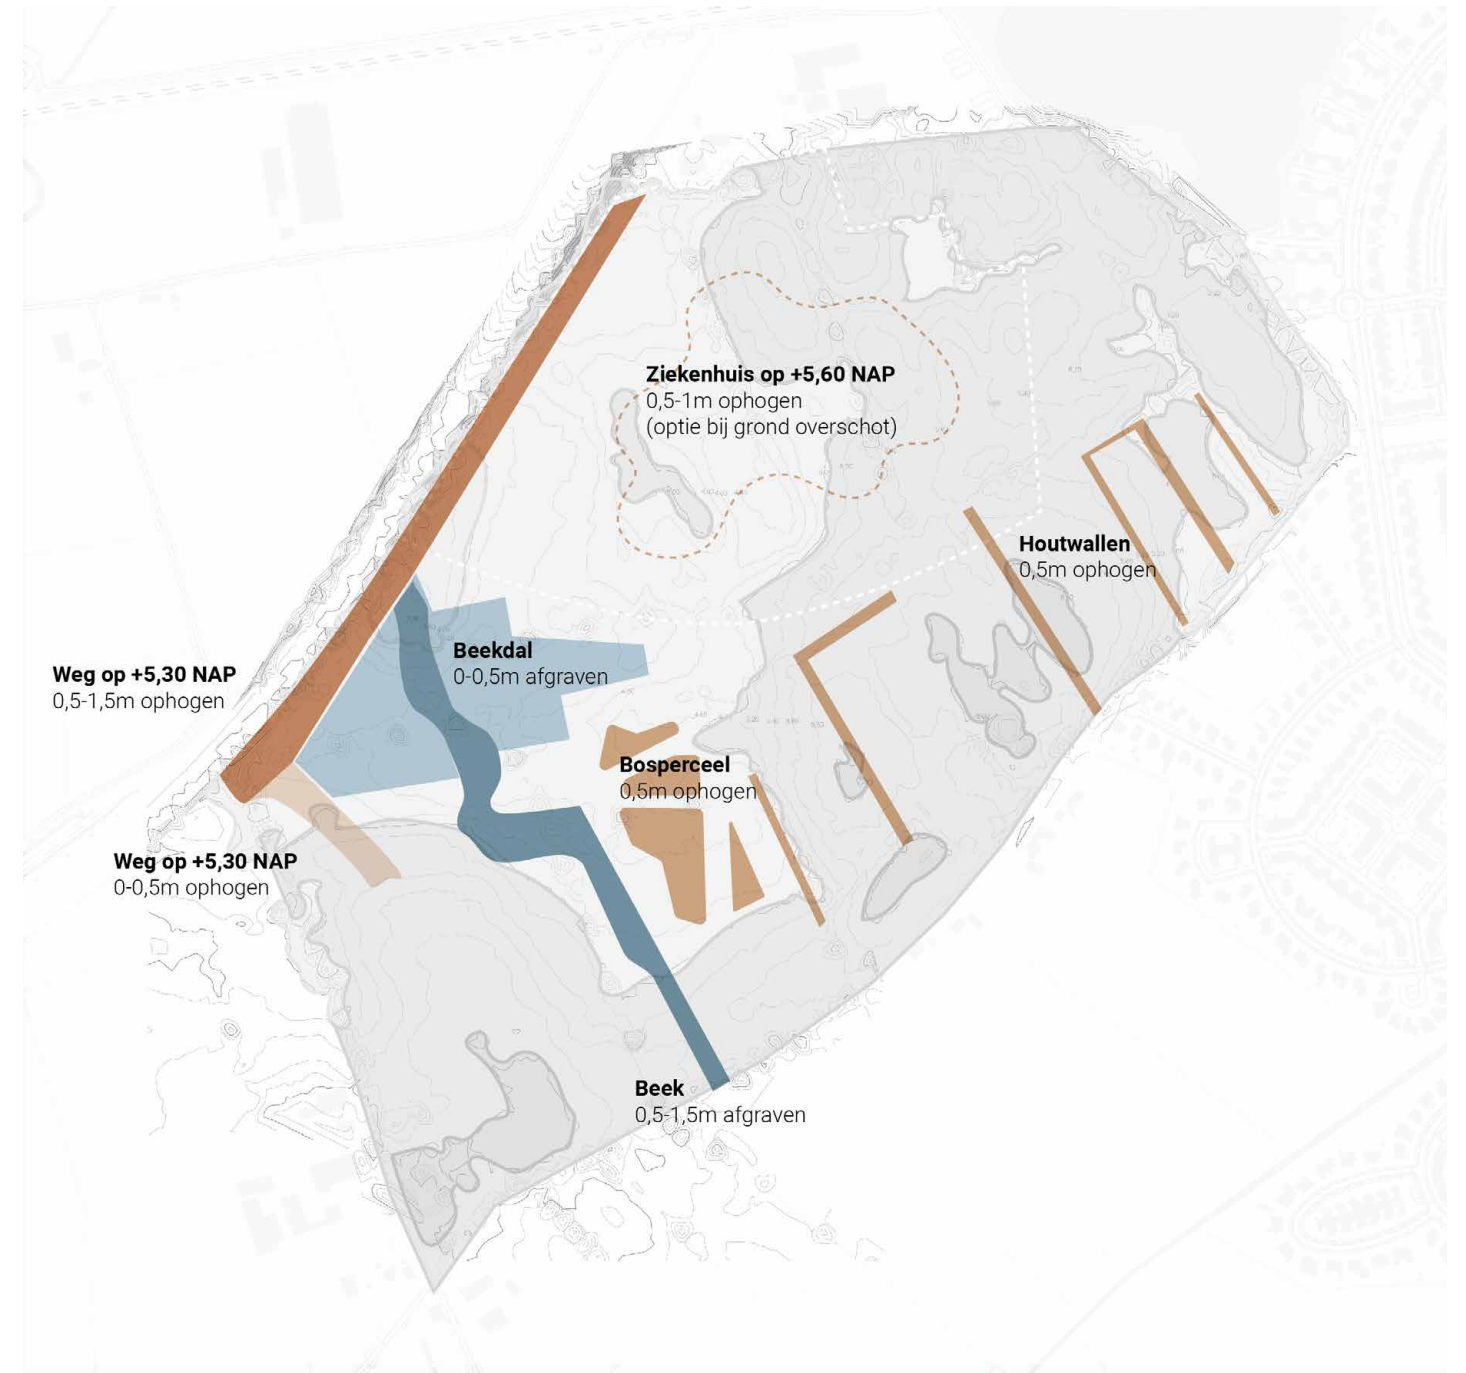 Ziekenhuis op +5,60 NAP
0,5-1m ophogen
(optie bij grond overschot)
Houtwallen
0,5m ophogen
Beekdal
0-0,5m afgraven
Weg op +5,30 NAP
0,5-1,5m ophogen
Bosperceel
0,5m ophogen
Weg op +5,30 NAP
0-0,5m ophogen
Beek
0,5-1,5m afgraven